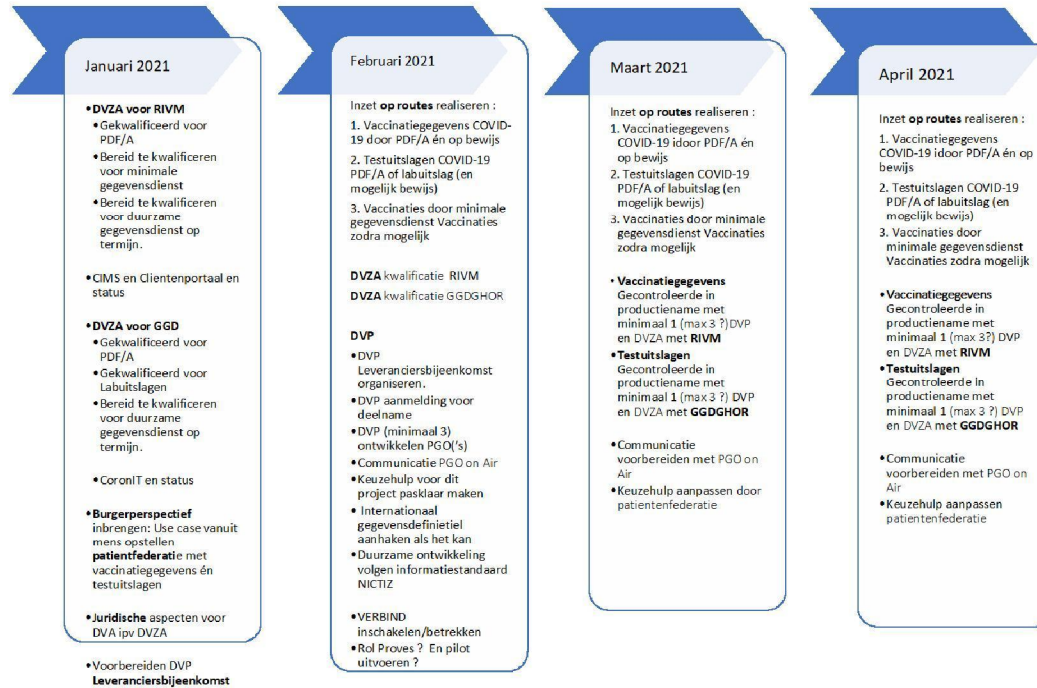 Januari 2021
•DVZA voor RIVM
•Gekwalificeerd voor
PDF/A
•Bereid te kwalificeren
voor minimale
gegevensdienst
•Bereid te kwalificeren
voor duurzame
gegevensdienst op
termijn.
•CIMS en Clientenportaal en
status
•DVZA voor GGD
•Gekwalificeerd voor
PDF/A
•Gekwalificeerd voor
Labuitslagen
•Bereid te kwalificeren
voor duurzame
gegevensdienst op
termijn.
•CoronIT en status
•Burgerperspectief
inbrengen: Use case vanuit
mens opstellen
patientfederatie met
vaccinatiegegevens én
testuitslagen
•Juridische aspecten voor
DVA ipv DVZA
•Voorbereiden DVP
Leveranciersbijeenkomst
Februari 2021
Inzet op routes realiseren :
1. Vaccinatiegegevens COVID-
19 door PDF/A én op bewijs
2. Testuitslagen COVID-19
PDF/A of labuitslag (en
mogelijk bewijs)
3. Vaccinaties door minimale
gegevensdienst Vaccinaties
zodra mogelijk
DVZA kwalificatie RIVM
DVZA kwalificatie GGDGHOR
DVP
•DVP
Leveranciersbijeenkomst
organiseren.
•DVP aanmelding voor
deelname
•DVP (minimaal 3)
ontwikkelen PGO('s)
•Communicatie PGO on Air
•Keuzehulp voor dit
project pasklaar maken
• Internationaal
gegevensdefinitiel
aanhaken als het kan
•Duurzame ontwikkeling
volgen informatiestandaard
NICTIZ
•VERBIND
inschakelen/betrekken
•Rol Proves ? En pilot
uitvoeren ?
Maart 2021
Inzet op routes realiseren :
1. Vaccinatiegegevens
COVID-19 idoor PDF/A én
op bewijs
2. Testuitslagen COVID-19
PDF/A of labuitslag (en
mogelijk bewijs)
3. Vaccinaties door minimale
gegevensdienst Vaccinaties
zodra mogelijk
• Vaccinatiegegevens
Gecontroleerde in
productiename met
minimaal 1 (max 3 ?) DVP
en DVZA met RIVM
•Testuitslagen
Gecontroleerde in
productiename met
minimaal 1 (max 3 ?) DVP
en DVZA met GGDGHOR
•Communicatie
voorbereiden met PGO on
Air
•Keuzehulp aanpassen door
patientenfederatie
April 2021
Inzet op routes realiseren :
1. Vaccinatiegegevens
COVID-19 idoor PDF/A én op
bewijs
2. Testuitslagen COVID-19
PDF/A of labuitslag (en
mogelijk bewijs)
3. Vaccinaties door
minimale gegevensdienst
Vaccinaties zodra mogelijk
•Vaccinatiegegevens
Gecontroleerde in
productiename met
minimaal 1 (max 3?) DVP
en DVZA met RIVM
•Testuitslagen
Gecontroleerde in
productiename met
minimaal 1 (max 3 ?) DVP
en DVZA met GGDGHOR
•Communicatie
voorbereiden met PGO on
Air
•Keuzehulp aanpassen
patientenfederatie